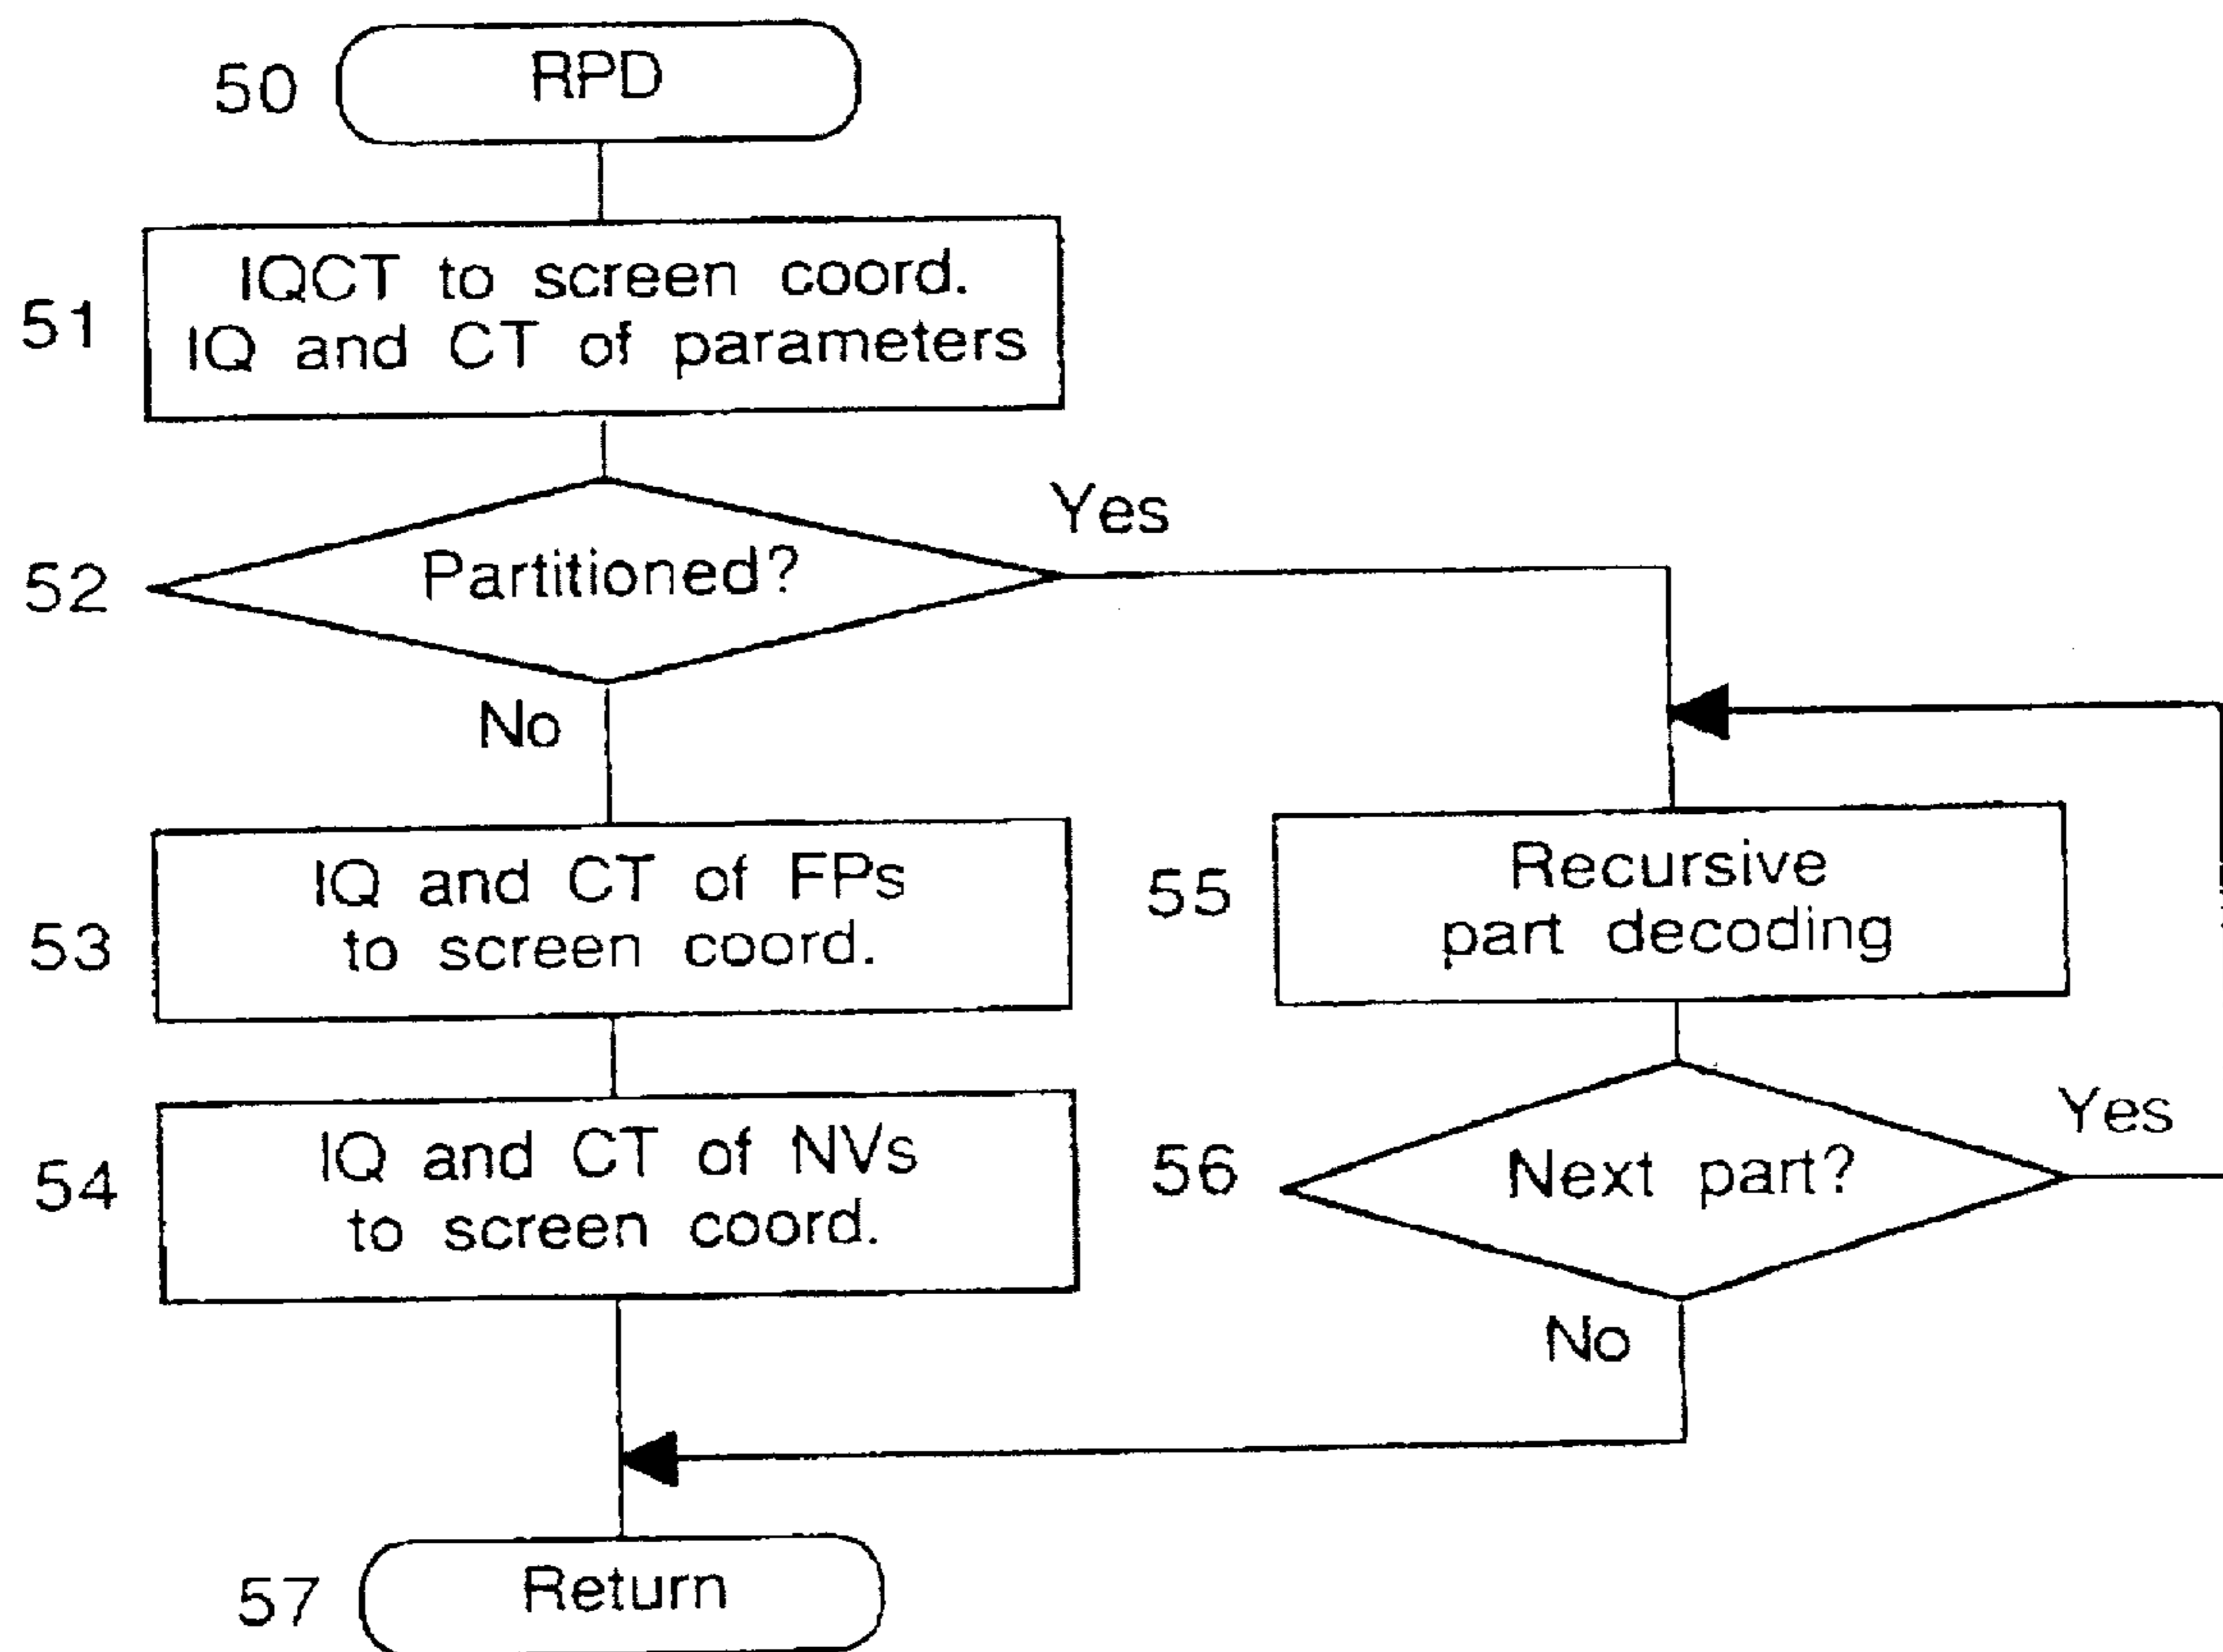 50
RPD
51
IQCT to screen coord.
IQ and CT of parameters
52
Partitioned?
Yes
No
53
IQ and CT of FPs
to screen coord.
55
Recursive
part decoding
54
IQ and CT of NVs
to screen coord.
56
Next part?
Yes
No
57
Return